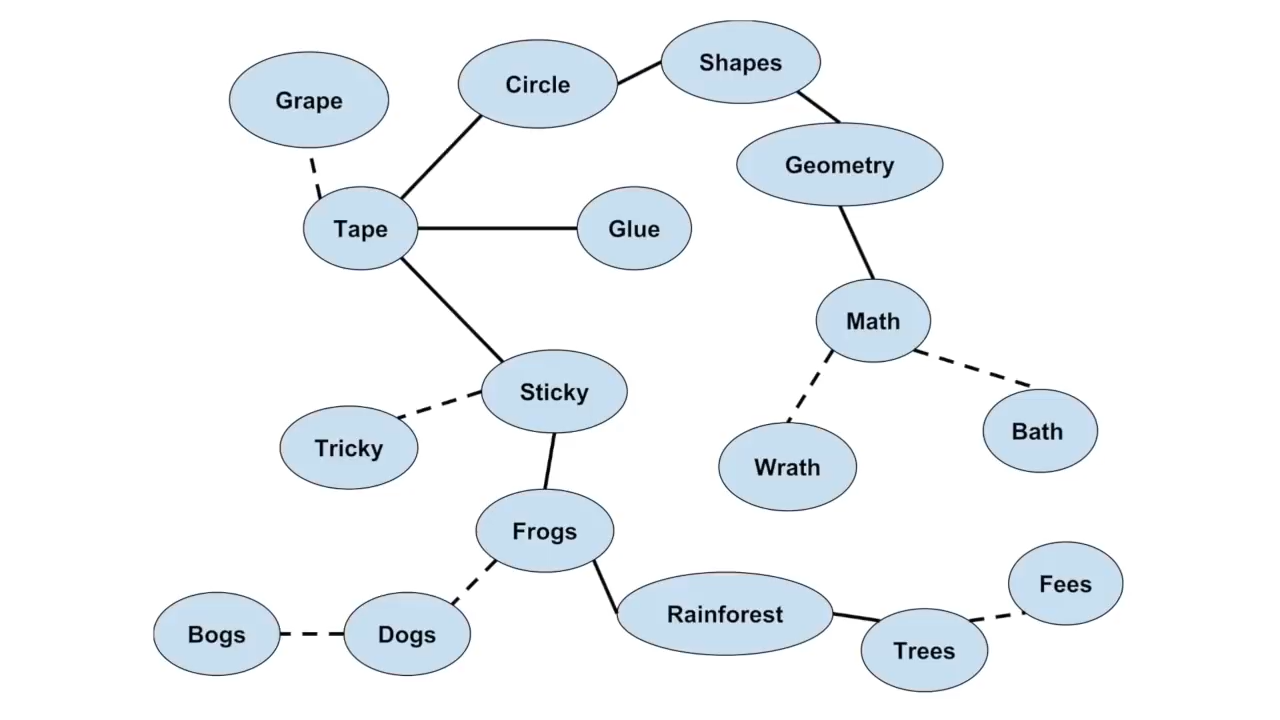 Shapes
Circle
Grape
Geometry
Tape
Glue
Math
Sticky
Bath
Tricky
Wrath
Frogs
Fees
Rainforest
Bogs
Dogs
Trees